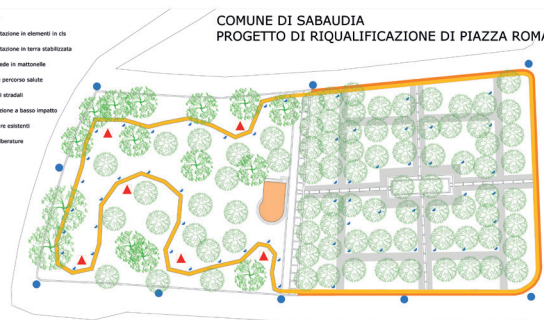 COMUNE DI SABAUDIA
PROGETTO DI RIQUALIFICAZIONE DI PIAZZA ROMA
tazione in elementi in cls
tazione in terra stabilizzata
ede in mattonelle
percorso salute
i stradali
zione a basso impatto
re esistenti
berature